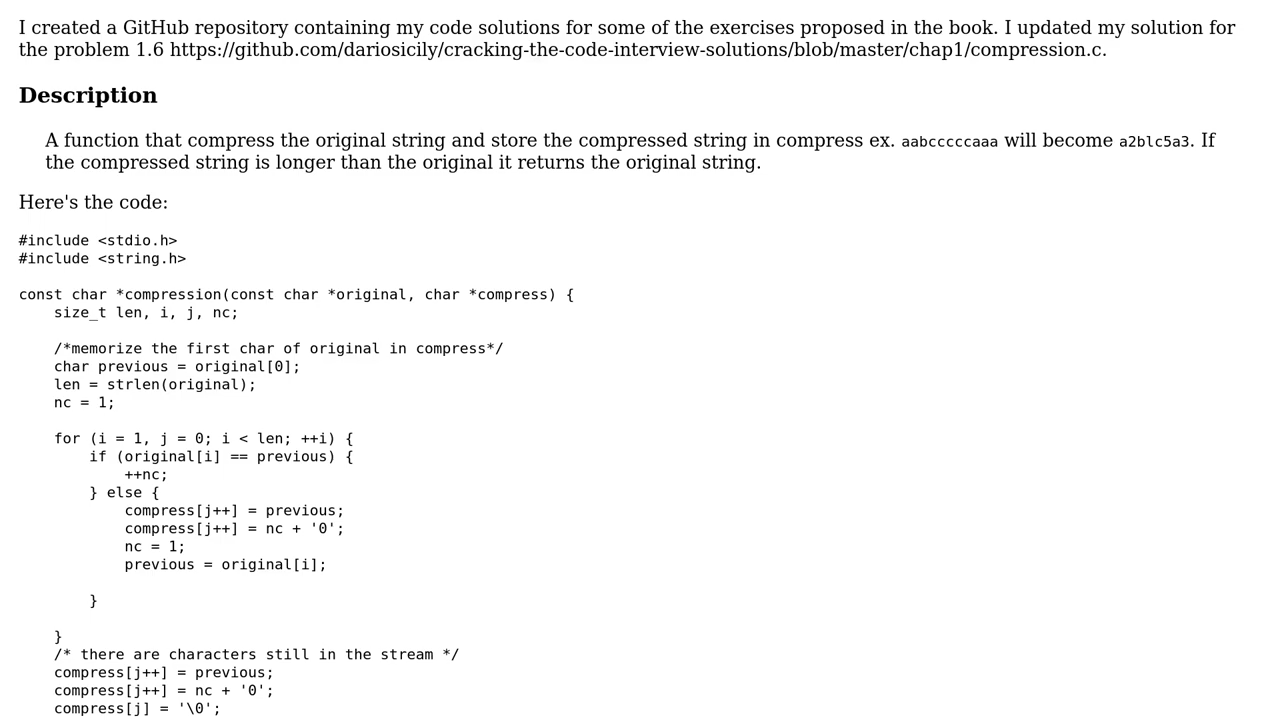 I created a GitHub repository containing my code solutions for some of the exercises proposed in the book. I updated my solution for
the problem 1.6 https://github.com/dariosicily/cracking-the-code-interview-solutions/blob/master/chap1/compression.c.
Description
A function that compress the original string and store the compressed string in compress ex. aabcccccaaa will become a2blc5a3. If
the compressed string is longer than the original it returns the original string.
Here's the code:
#include <stdio.h>
#include <string.h>
const char *compression(const char *original, char *compress) {
    size_t len, i, j, nc;
    /*memorize the first char of original in compress*/
    char previous = original[0];
    len = strlen(original);
    nc = 1;
    for (i = 1, j = 0; i < len; ++i) {
        if (original[i] == previous) {
            ++nc;
        } else {
            compress[j++] = previous;
            compress[j++] = nc + '0';
            nc = 1;
            previous = original[i];
        }
    }
    /* there are characters still in the stream */
    compress[j++] = previous;
    compress[j++] = nc + '0';
    compress[j] = '\0';